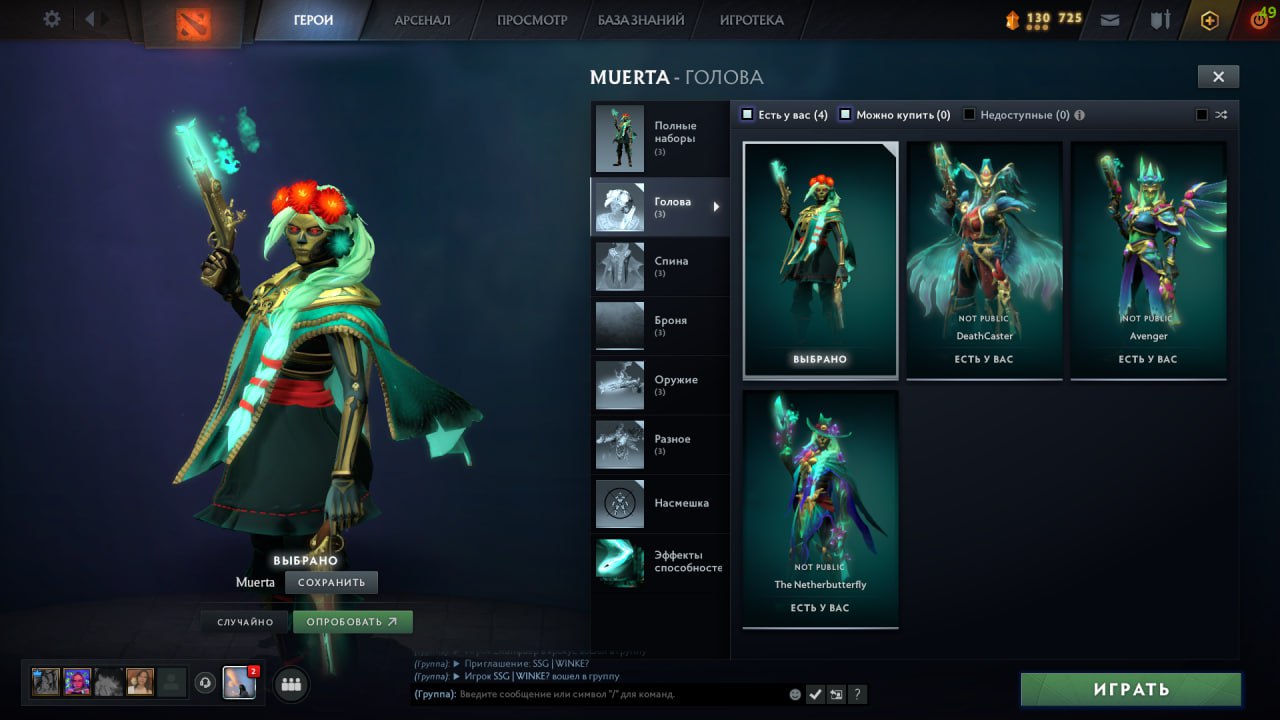 ГЕРОИ
АРСЕНАЛ
ПРОСМОТР
БАЗА ЗНАНИЙ
ИГРОТЕКА
130 725
49
MUERTA - ГОЛОВА
Есть у вас (4)
Можно купить (0)
Недоступные (0)
Полные
наборы
(3)
Голова
(3)
Спина
(3)
Броня
(3)
Оружие
(3)
Разное
(3)
Насмешка
Эффекты
способносте
ВЫБРАНО
NOT PUBLIC
DeathCaster
ЕСТЬ У ВАС
NOT PUBLIC
Avenger
ЕСТЬ У ВАС
NOT PUBLIC
The Netherbutterfly
ЕСТЬ У ВАС
ВЫБРАНО
Muerta
СОХРАНИТЬ
СЛУЧАЙНО
ОПРОБОВАТЬ
2
(Группа): Приглашение: SSG | WINKE?
(Группа): Игрок SSG | WINKE? вошел в группу
(Группа): Введите сообщение или символ "/" для команд.
?
ИГРАТЬ